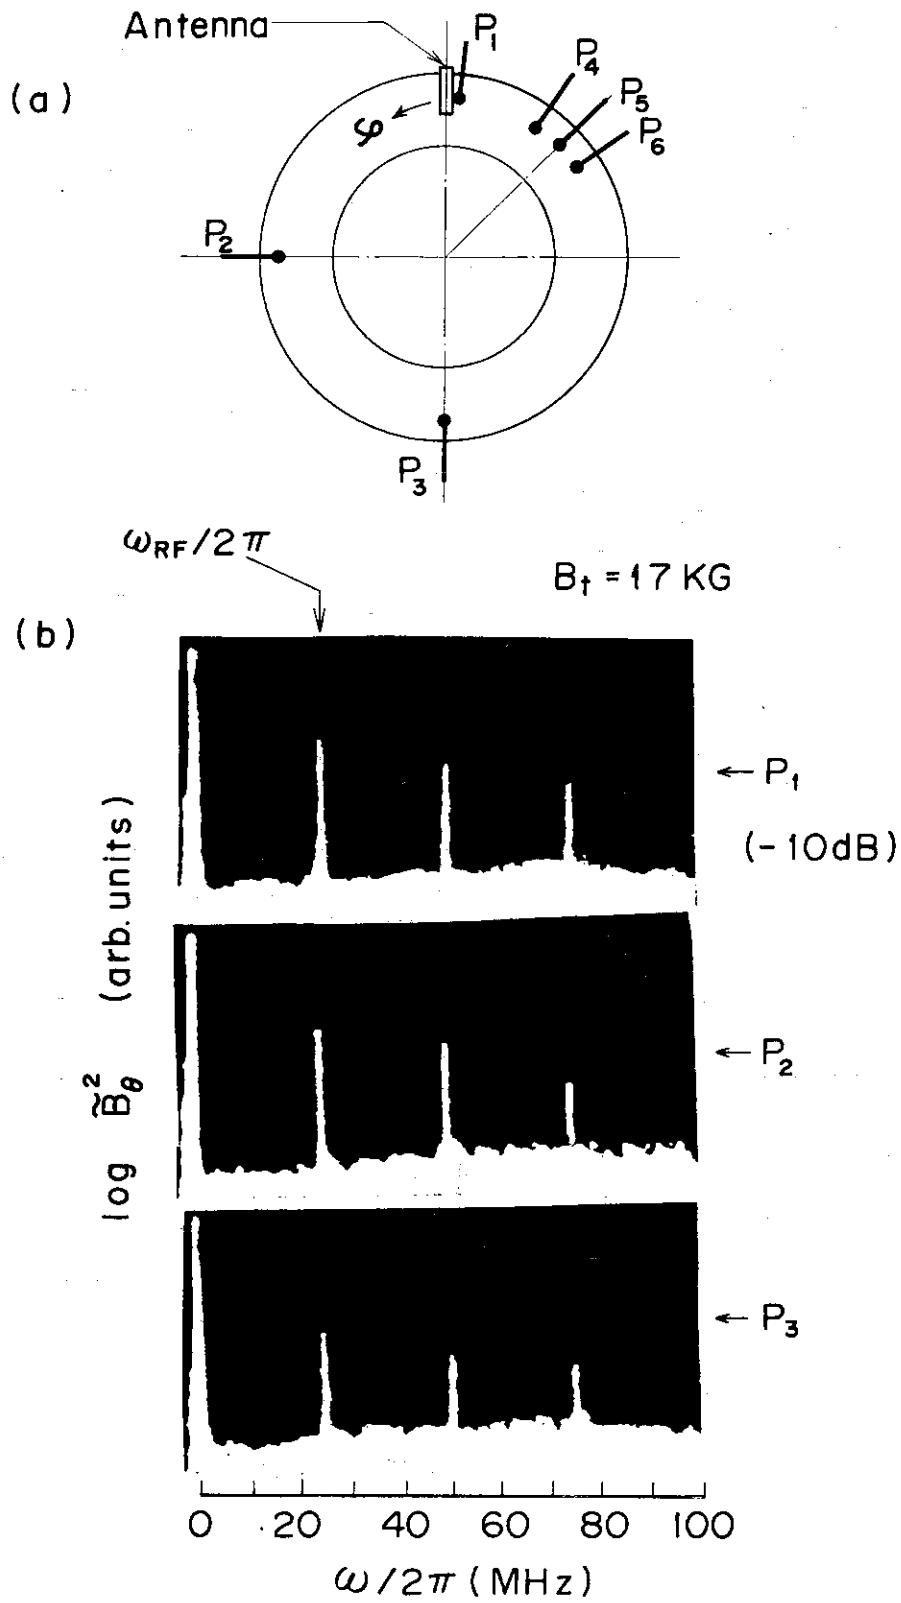 Antenna
P1
P4
(a)
P5
φ
P6
P2
P3
ωRF/2π
Bt = 17 KG
(b)
P1
(-10dB)
log B̃θ² (arb. units)
P2
P3
0 20 40 60 80 100
ω/2π (MHz)